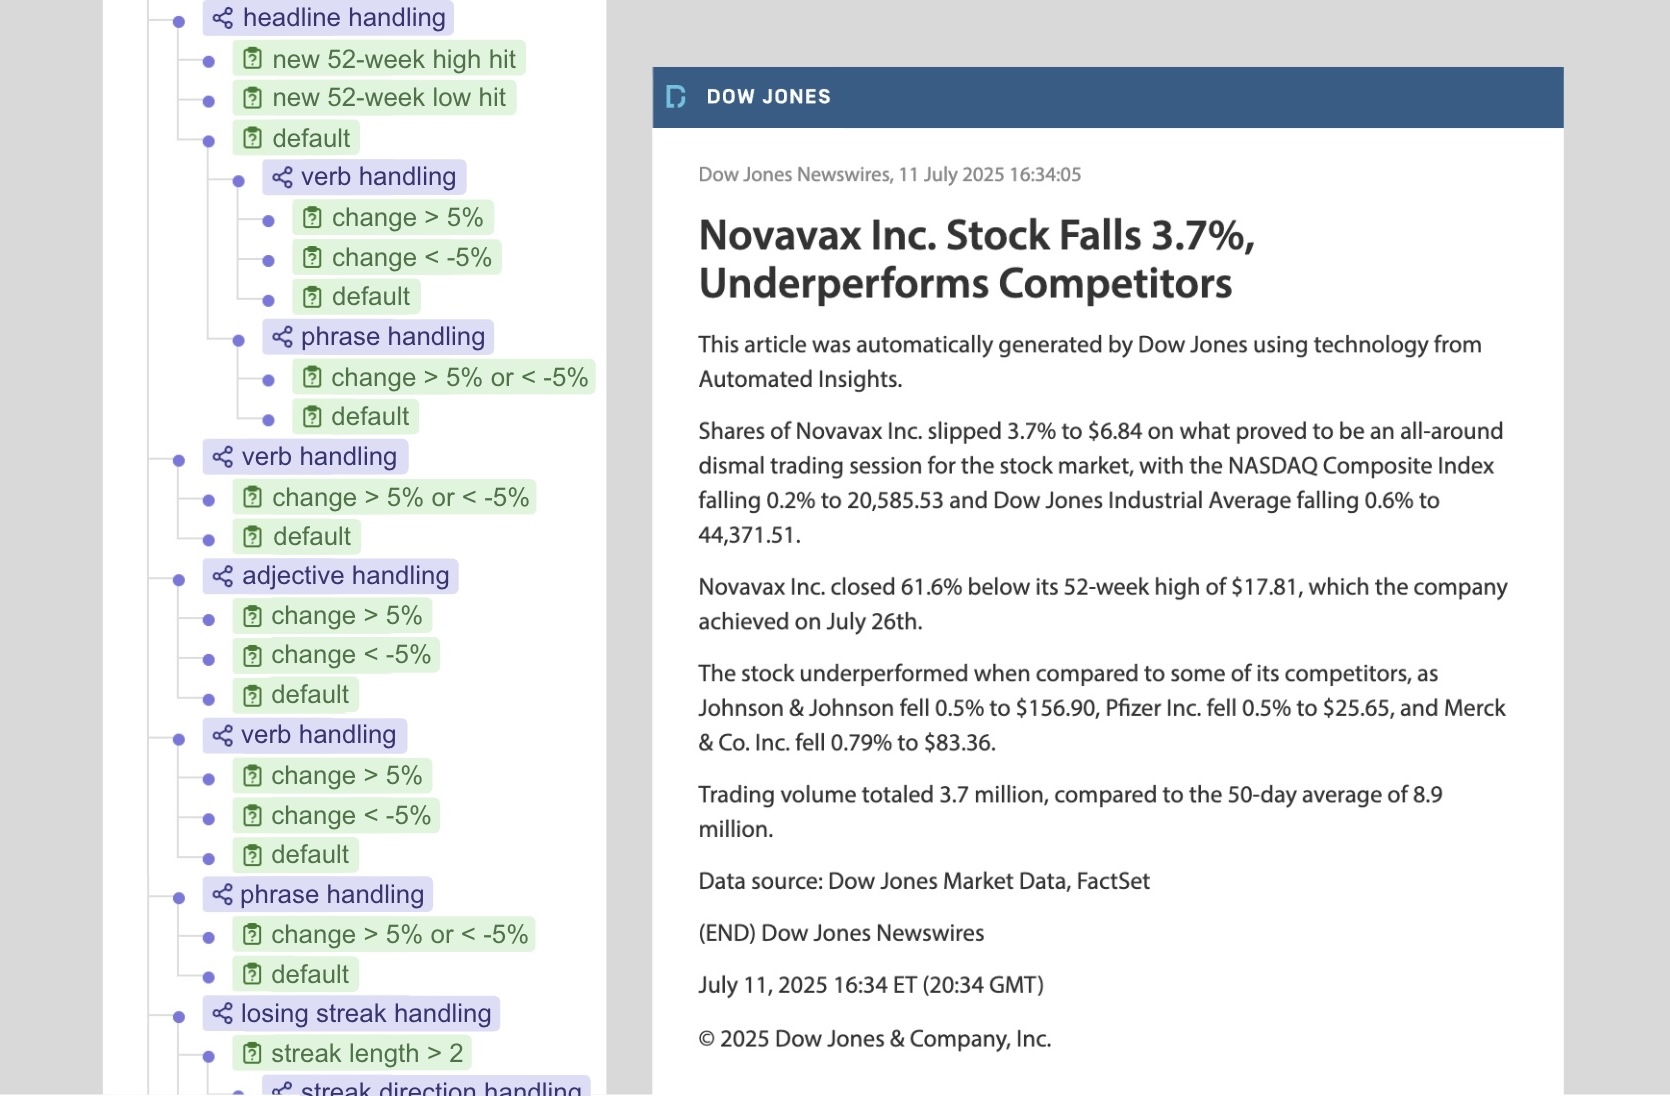 headline handling
new 52-week high hit
new 52-week low hit
default
verb handling
change > 5%
change < -5%
default
phrase handling
change > 5% or < -5%
default
verb handling
change > 5% or < -5%
default
adjective handling
change > 5%
change < -5%
default
verb handling
change > 5%
change < -5%
default
phrase handling
change > 5% or < -5%
default
losing streak handling
streak length > 2
streak direction handling
DOW JONES
Dow Jones Newswires, 11 July 2025 16:34:05
Novavax Inc. Stock Falls 3.7%,
Underperforms Competitors
This article was automatically generated by Dow Jones using technology from
Automated Insights.
Shares of Novavax Inc. slipped 3.7% to $6.84 on what proved to be an all-around
dismal trading session for the stock market, with the NASDAQ Composite Index
falling 0.2% to 20,585.53 and Dow Jones Industrial Average falling 0.6% to
44,371.51.
Novavax Inc. closed 61.6% below its 52-week high of $17.81, which the company
achieved on July 26th.
The stock underperformed when compared to some of its competitors, as
Johnson & Johnson fell 0.5% to $156.90, Pfizer Inc. fell 0.5% to $25.65, and Merck
& Co. Inc. fell 0.79% to $83.36.
Trading volume totaled 3.7 million, compared to the 50-day average of 8.9
million.
Data source: Dow Jones Market Data, FactSet
(END) Dow Jones Newswires
July 11, 2025 16:34 ET (20:34 GMT)
© 2025 Dow Jones & Company, Inc.